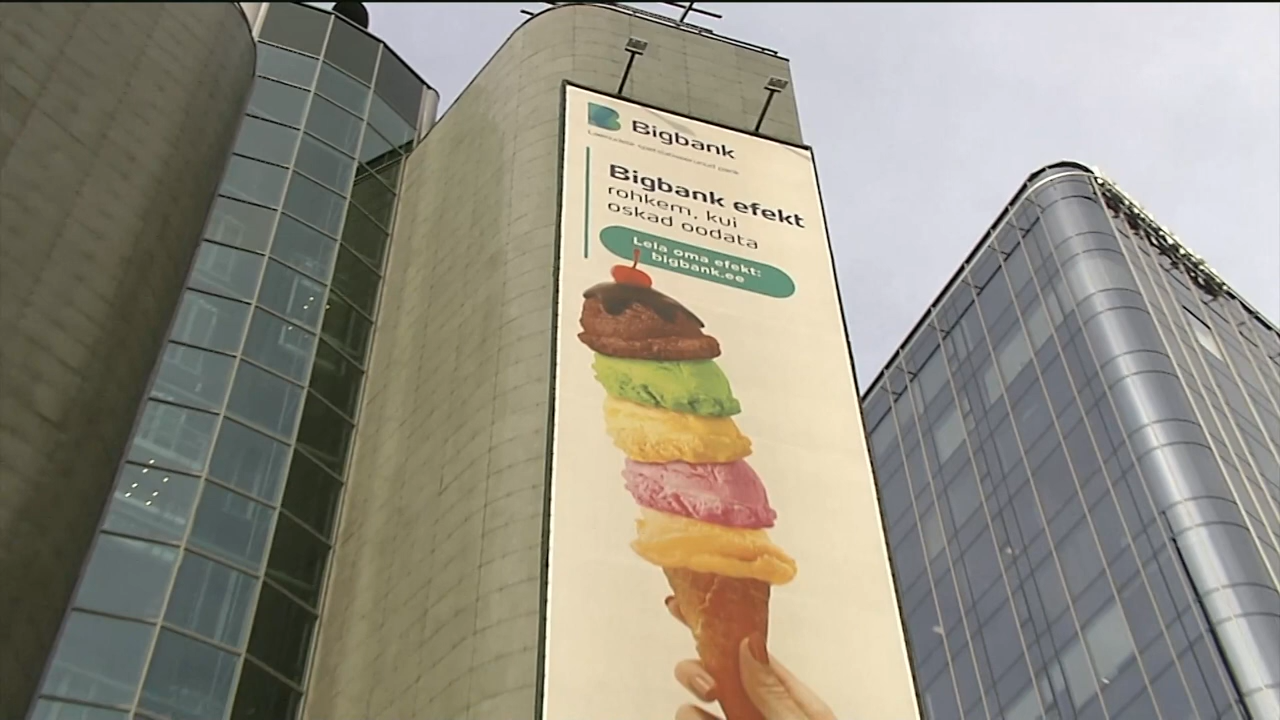 Bigbank
Bigbank efekt
rohkem, kui
oskad oodata
Leia oma efekt:
bigbank.ee